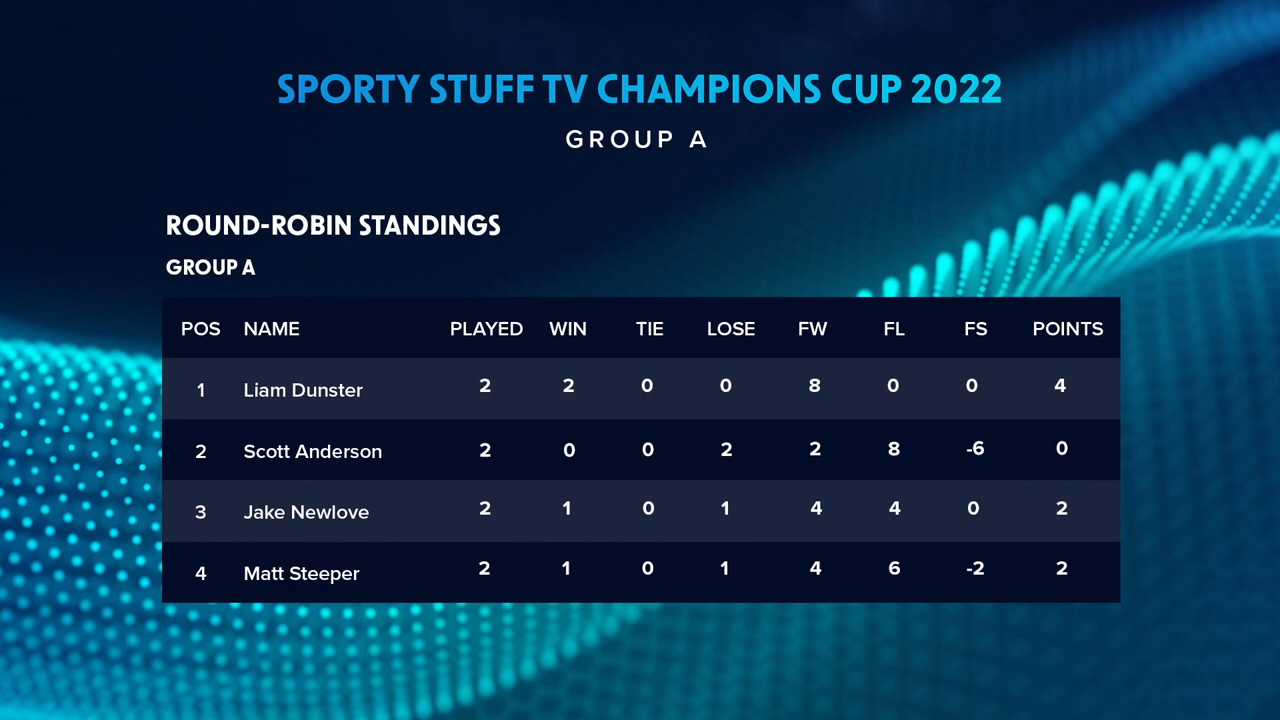 SPORTY STUFF TV CHAMPIONS CUP 2022
GROUP A
ROUND-ROBIN STANDINGS
GROUP A
POS NAME PLAYED WIN TIE LOSE FW FL FS POINTS
1 Liam Dunster 2 2 0 0 8 0 0 4
2 Scott Anderson 2 0 0 2 2 8 -6 0
3 Jake Newlove 2 1 0 1 4 4 0 2
4 Matt Steeper 2 1 0 1 4 6 -2 2